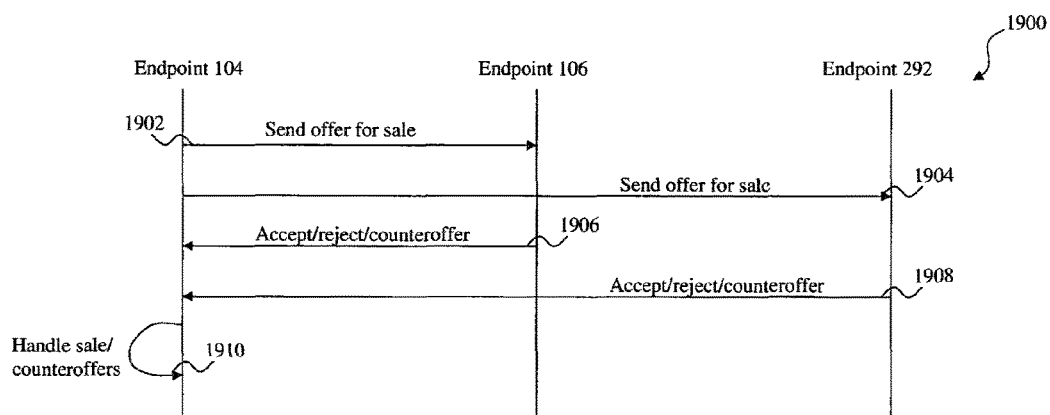 1900
Endpoint 104
Endpoint 106
Endpoint 292
1902
Send offer for sale
Send offer for sale
1904
Accept/reject/counteroffer
1906
Accept/reject/counteroffer
1908
Handle sale/
counteroffers
1910